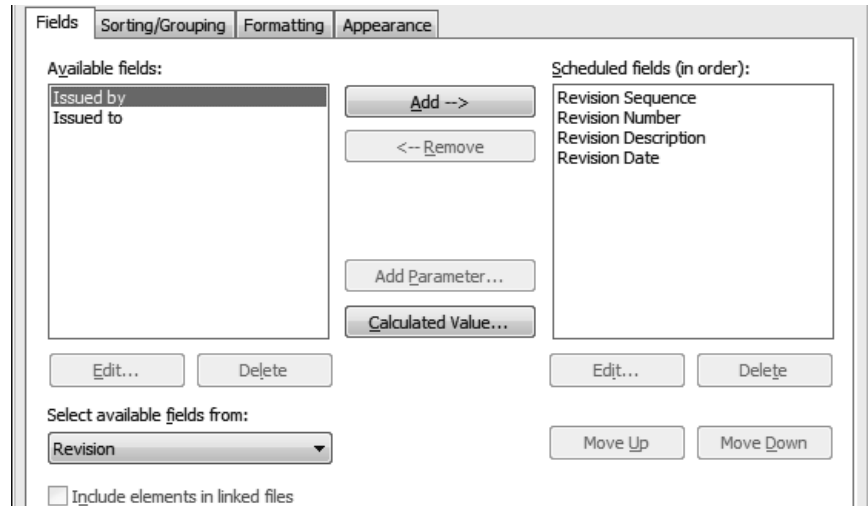 Fields Sorting/Grouping Formatting Appearance
Available fields:
Issued by
Issued to
Add -->
<-- Remove
Add Parameter...
Calculated Value...
Scheduled fields (in order):
Revision Sequence
Revision Number
Revision Description
Revision Date
Edit... Delete
Edit... Delete
Select available fields from:
Revision
Move Up Move Down
Include elements in linked files